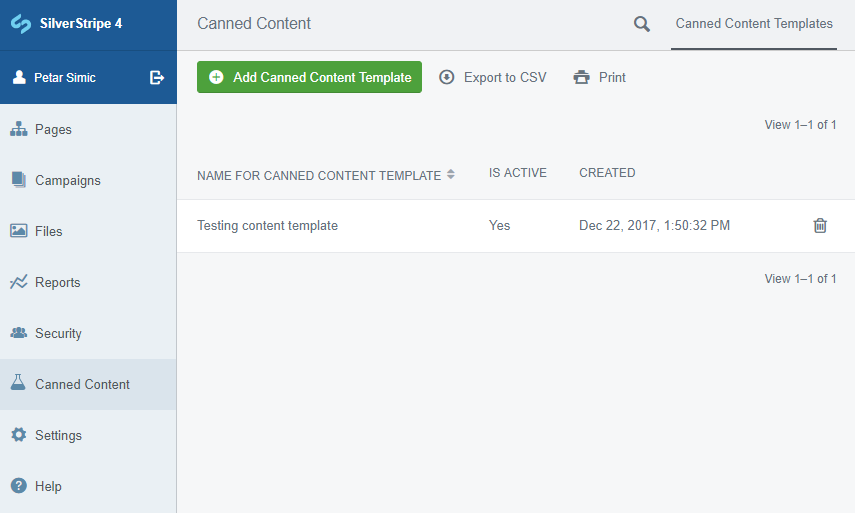 SilverStripe 4
Petar Simic
Pages
Campaigns
Files
Reports
Security
Canned Content
Settings
Help
Canned Content
Canned Content Templates
Add Canned Content Template
Export to CSV
Print
View 1–1 of 1
NAME FOR CANNED CONTENT TEMPLATE IS ACTIVE CREATED
Testing content template Yes Dec 22, 2017, 1:50:32 PM
View 1–1 of 1